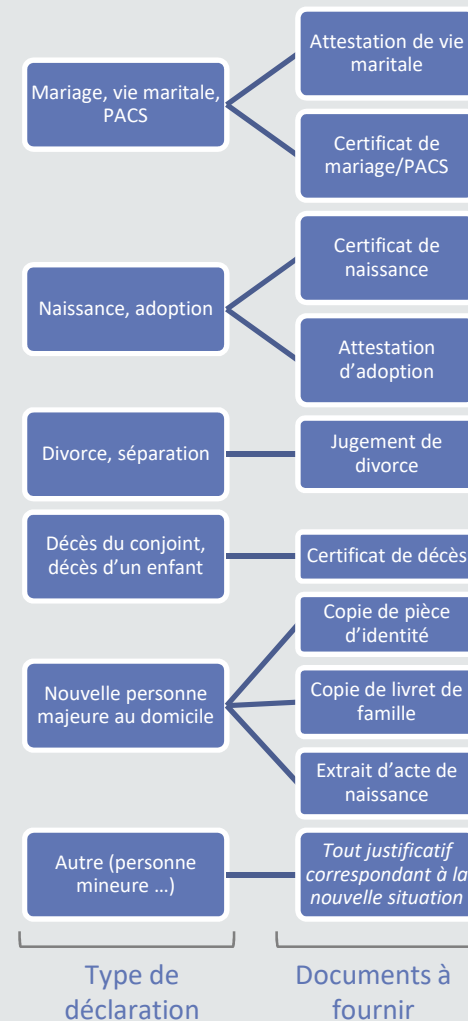 Mariage, vie maritale,
PACS
Attestation de vie
maritale
Certificat de
mariage/PACS
Naissance, adoption
Certificat de
naissance
Attestation
d’adoption
Divorce, séparation
Jugement de
divorce
Décès du conjoint,
décès d’un enfant
Certificat de décès
Nouvelle personne
majeure au domicile
Copie de pièce
d’identité
Copie de livret de
famille
Extrait d’acte de
naissance
Autre (personne
mineure …)
Tout justificatif
correspondant à la
nouvelle situation
Type de
déclaration
Documents à
fournir